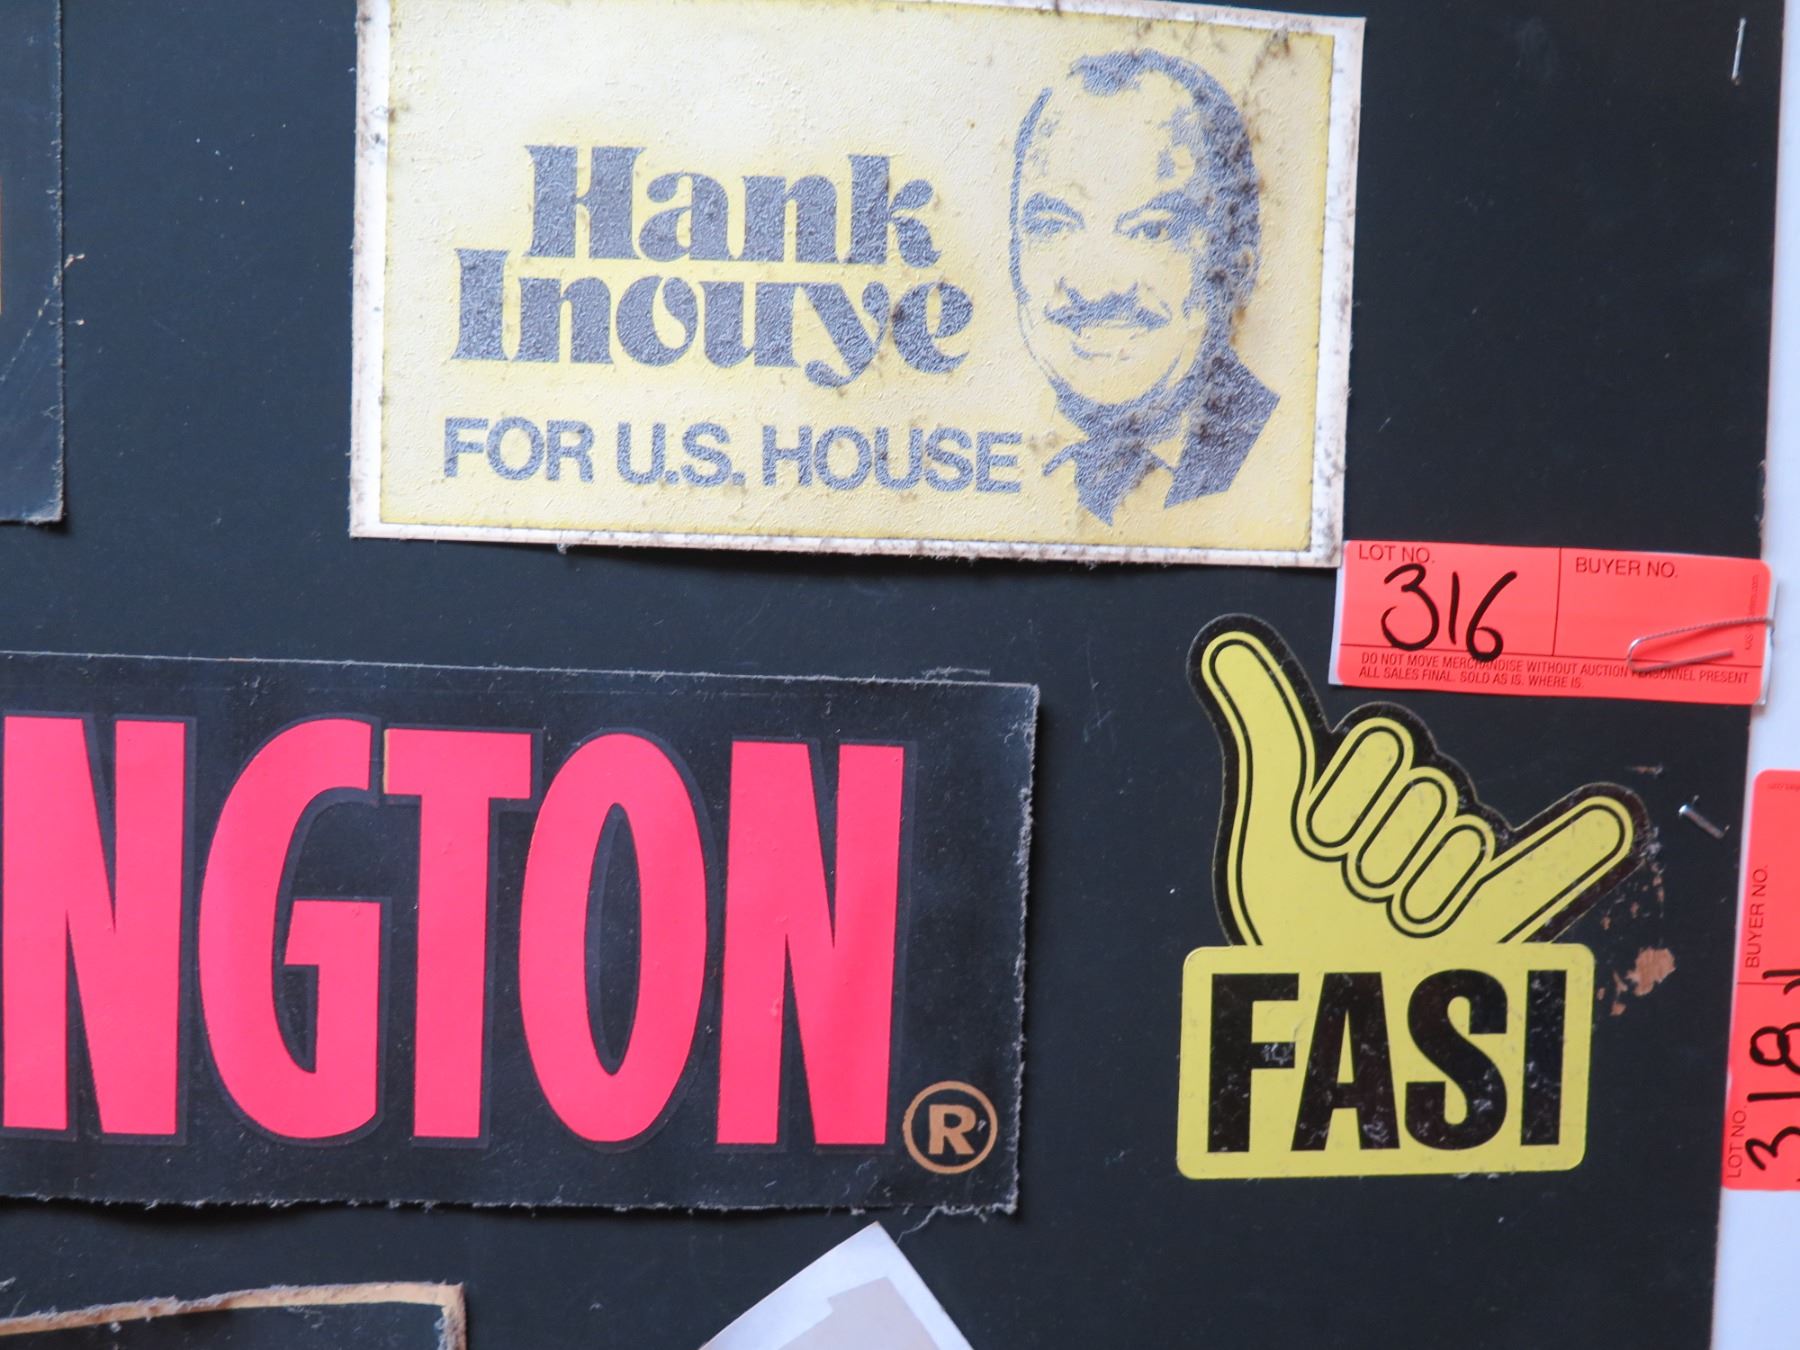 Hank
Inouye
FOR U.S. HOUSE
LOT NO.
316
BUYER NO.
DO NOT MOVE MERCHANDISE WITHOUT AUCTION PERSONNEL PRESENT
ALL SALES FINAL. SOLD AS IS. WHERE IS.
NGTON®
FASI
BUYER NO.
LOT NO.
318